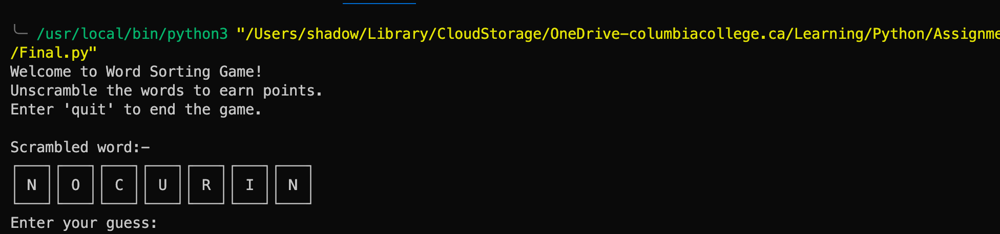 /usr/local/bin/python3 "/Users/shadow/Library/CloudStorage/OneDrive-columbiacollege.ca/Learning/Python/Assignme
/Final.py"
Welcome to Word Sorting Game!
Unscramble the words to earn points.
Enter 'quit' to end the game.
Scrambled word:-
N O C U R I N
Enter your guess: